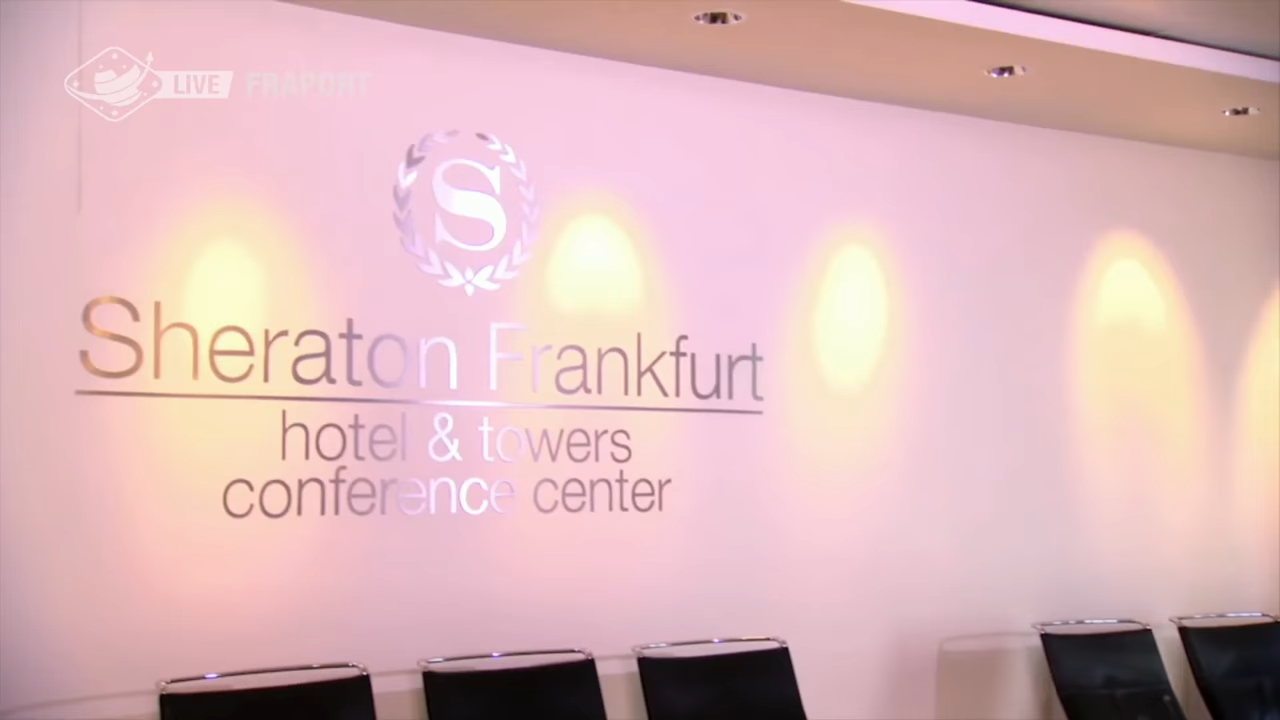 LIVE FRAPORT
S
Sheraton Frankfurt
hotel & towers
conference center